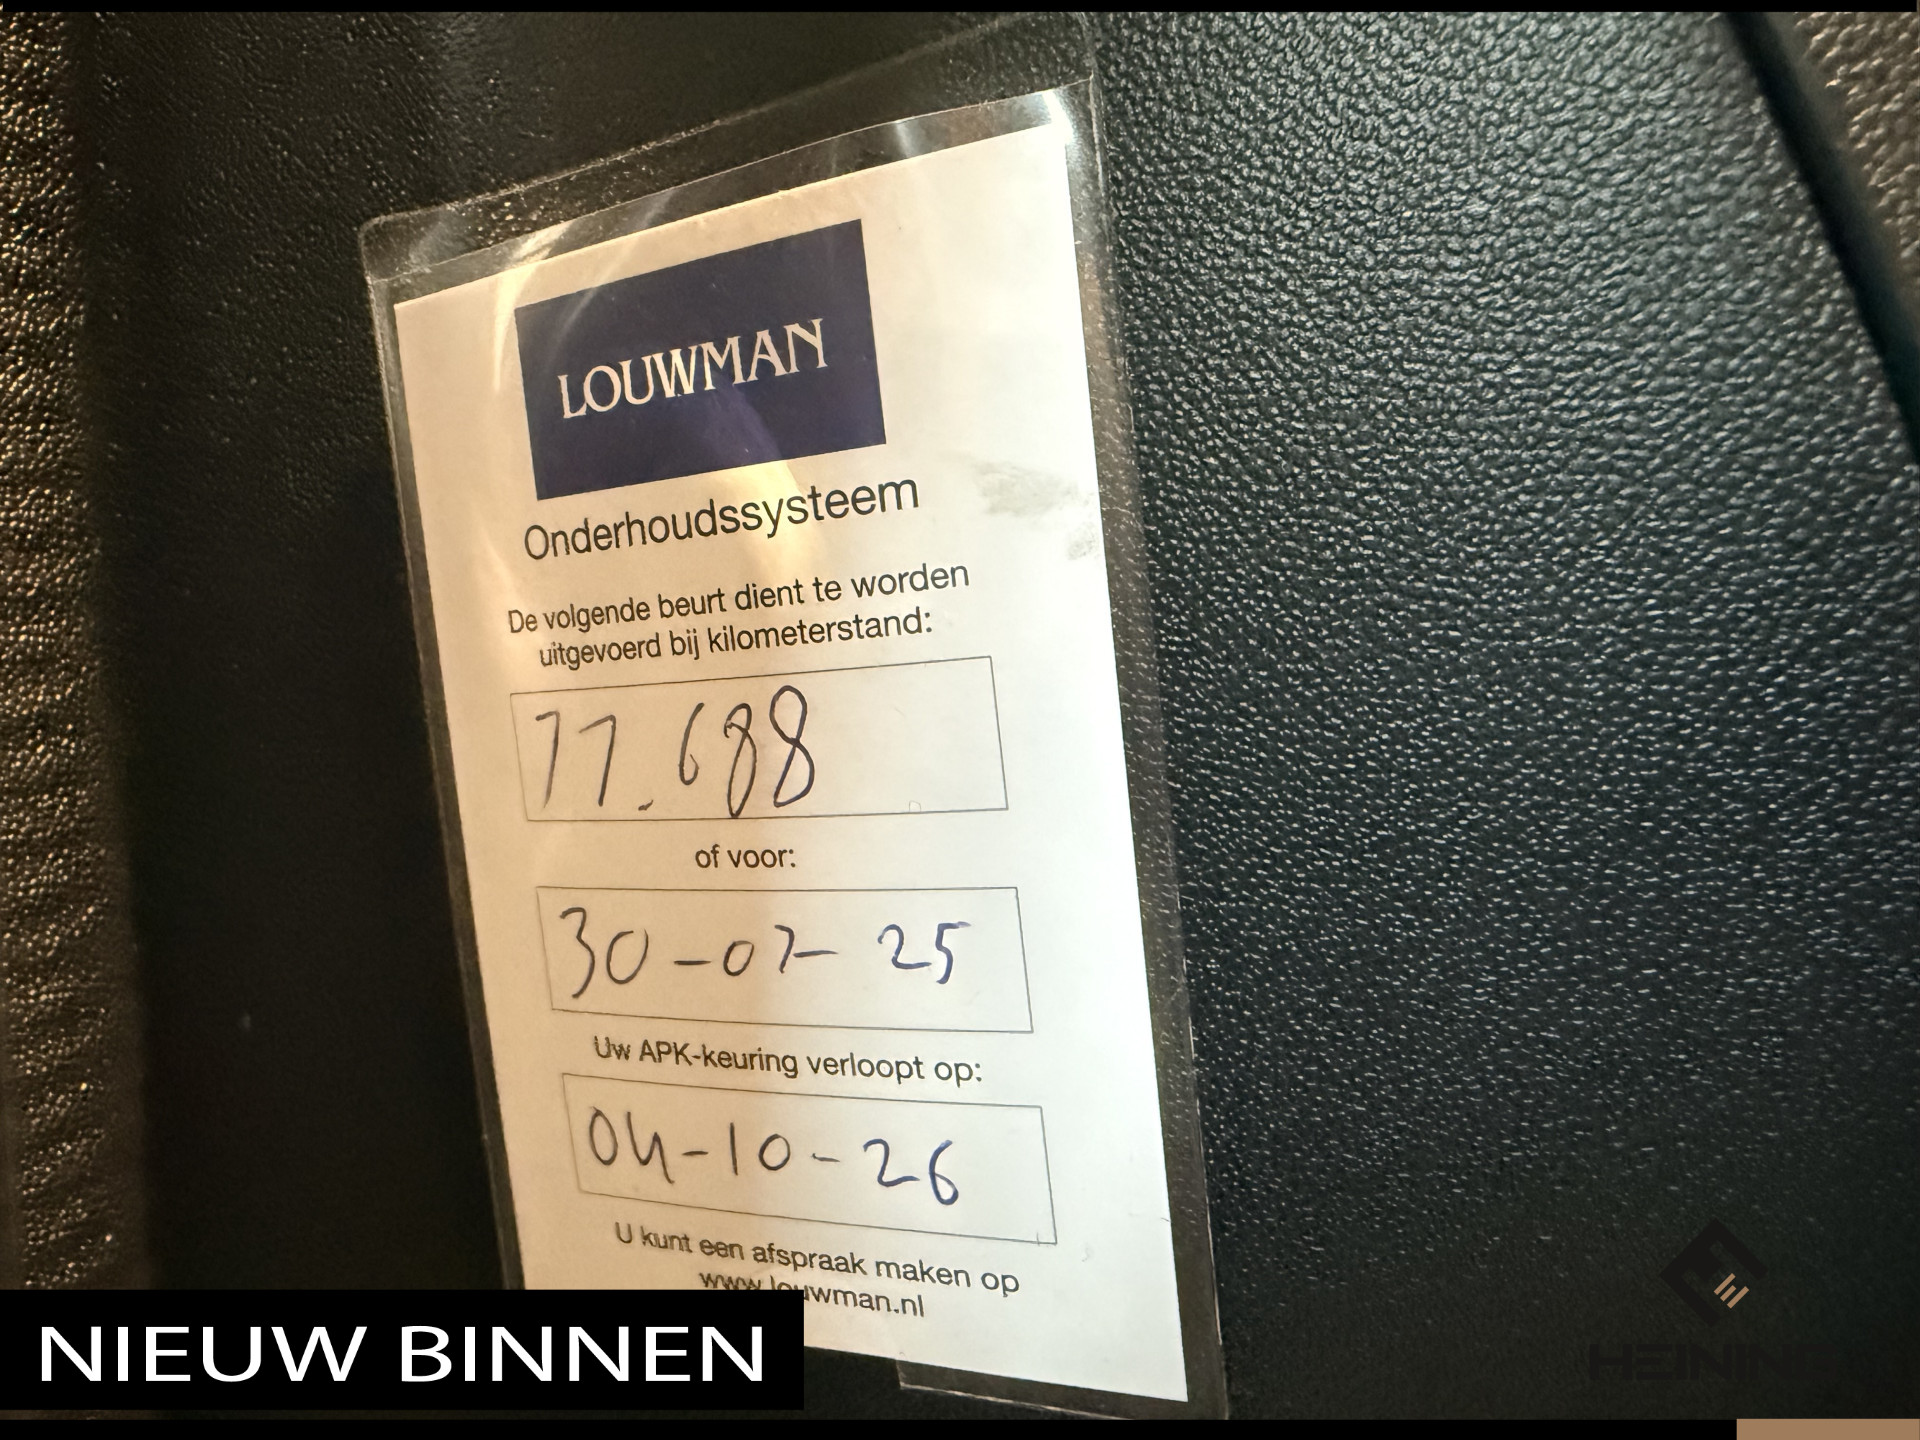 LOUWMAN
Onderhoudssysteem
De volgende beurt dient te worden
uitgevoerd bij kilometerstand:
77.688
of voor:
30-07-25
Uw APK-keuring verloopt op:
04-10-26
U kunt een afspraak maken op
www.louwman.nl
NIEUW BINNEN